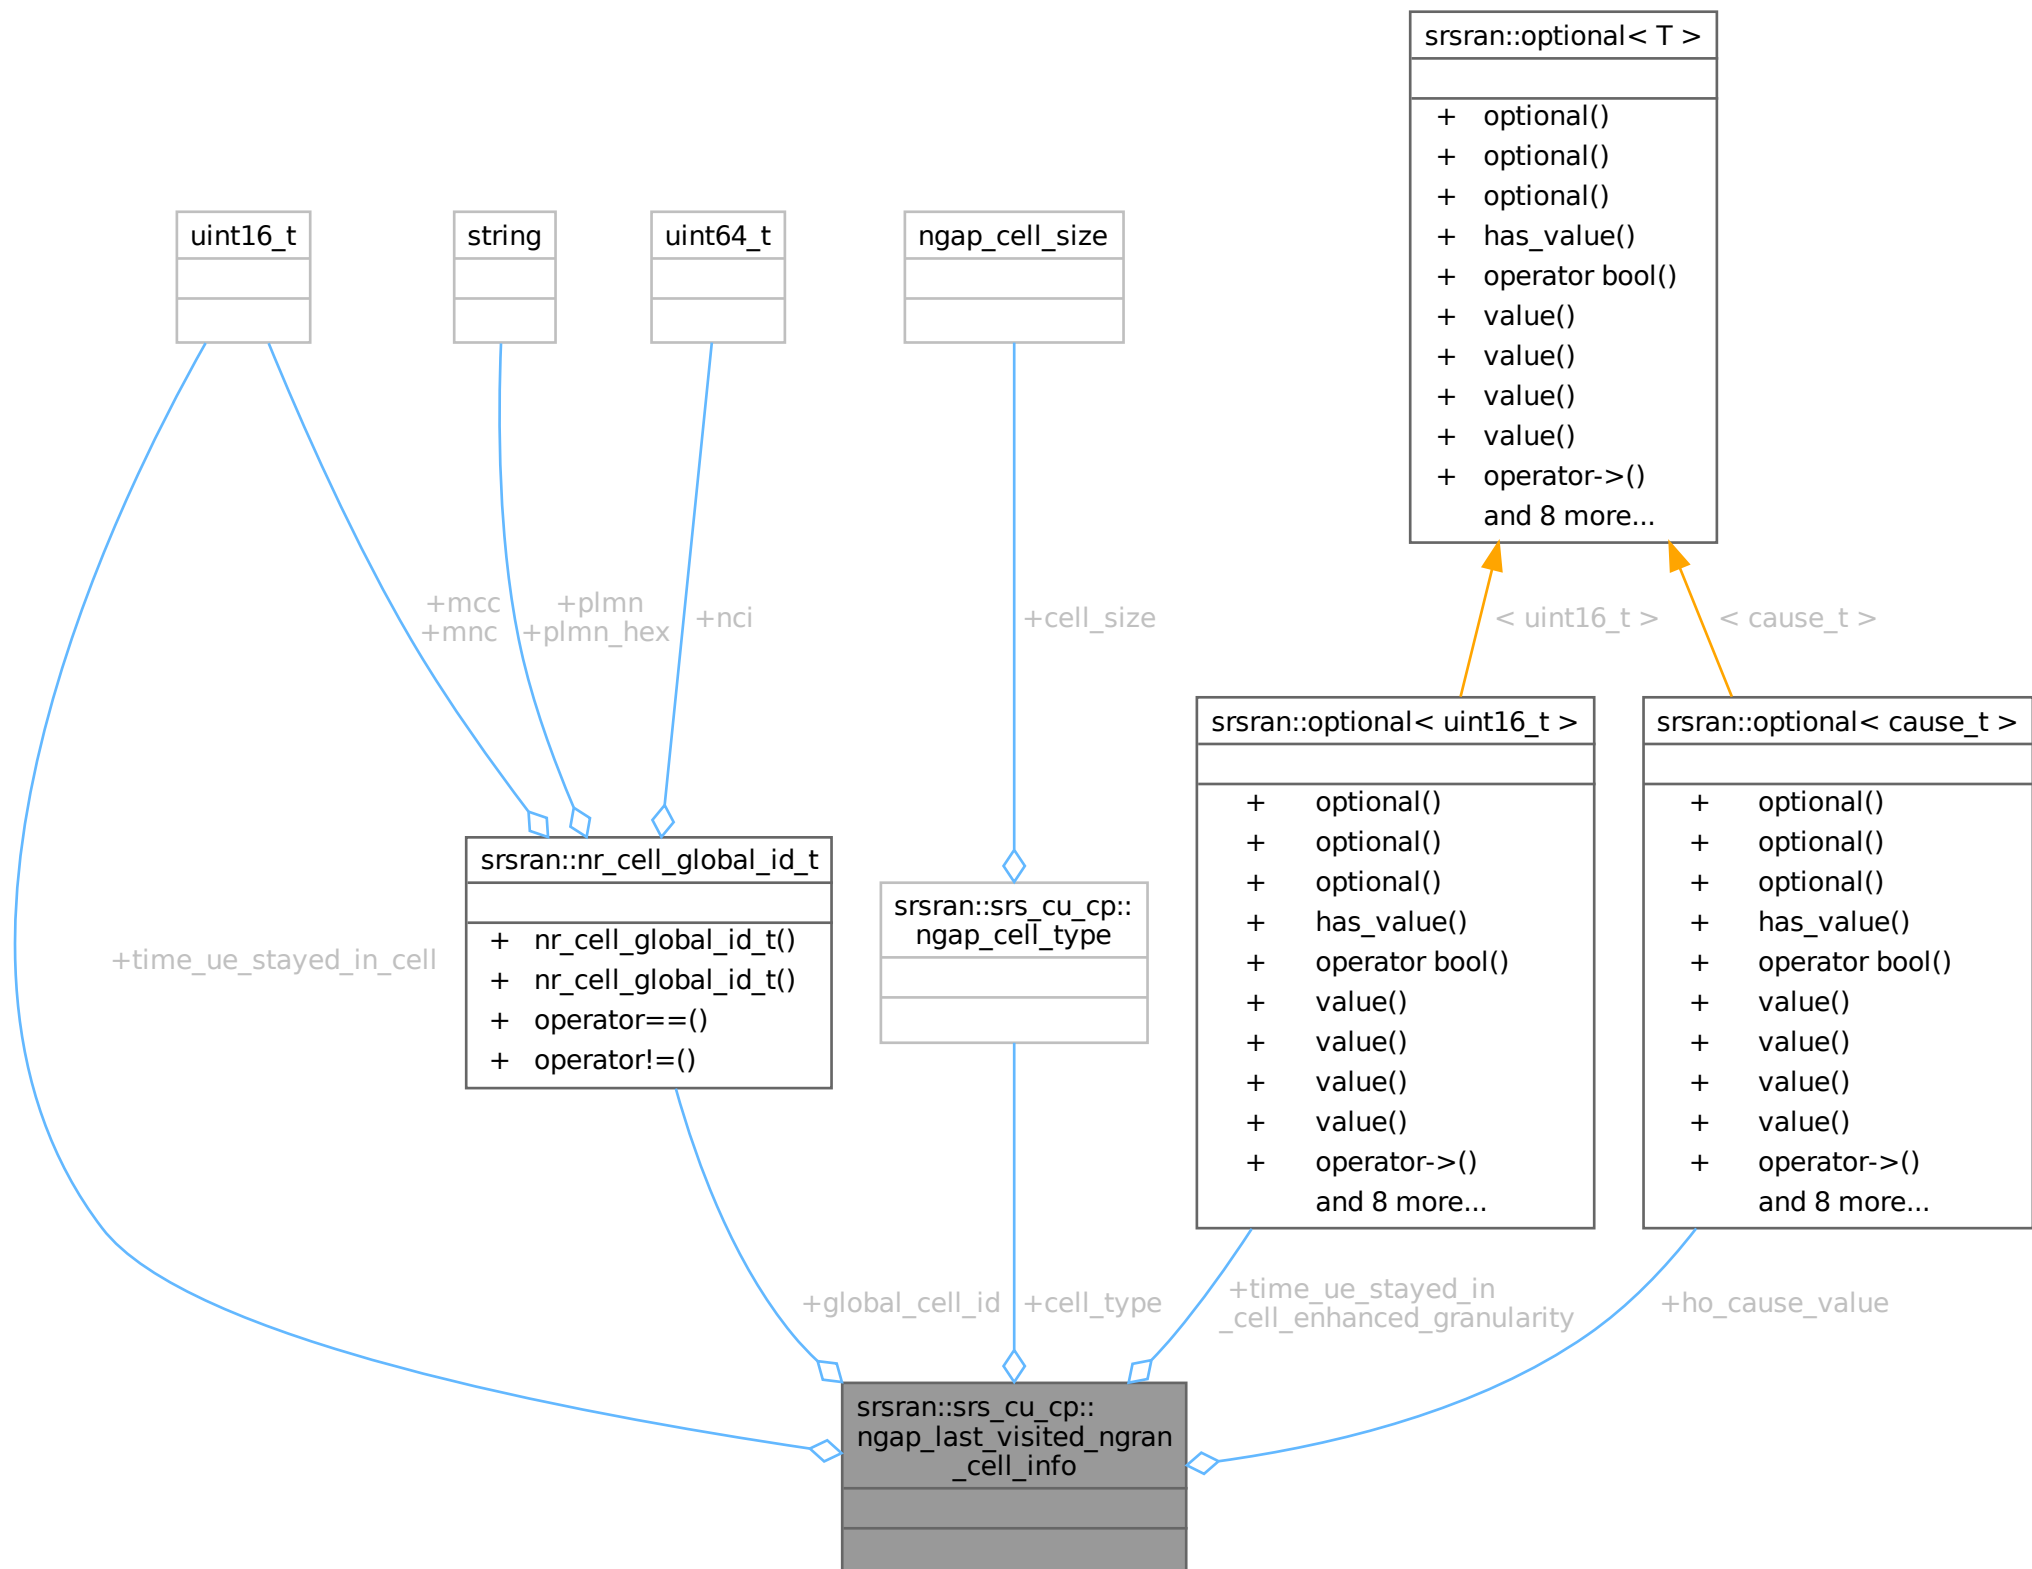 srsran::optional< T >
+ optional()
+ optional()
+ optional()
+ has_value()
+ operator bool()
+ value()
+ value()
+ value()
+ value()
+ operator->()
and 8 more...
uint16_t
string
uint64_t
ngap_cell_size
+mcc
+mnc
+plmn
+plmn_hex
+nci
+cell_size
< uint16_t >
< cause_t >
srsran::optional< uint16_t >
+ optional()
+ optional()
+ optional()
+ has_value()
+ operator bool()
+ value()
+ value()
+ value()
+ value()
+ operator->()
and 8 more...
srsran::optional< cause_t >
+ optional()
+ optional()
+ optional()
+ has_value()
+ operator bool()
+ value()
+ value()
+ value()
+ value()
+ operator->()
and 8 more...
srsran::nr_cell_global_id_t
+ nr_cell_global_id_t()
+ nr_cell_global_id_t()
+ operator==()
+ operator!=()
srsran::srs_cu_cp::
ngap_cell_type
+time_ue_stayed_in_cell
+global_cell_id
+cell_type
+time_ue_stayed_in
_cell_enhanced_granularity
+ho_cause_value
srsran::srs_cu_cp::
ngap_last_visited_ngran
_cell_info